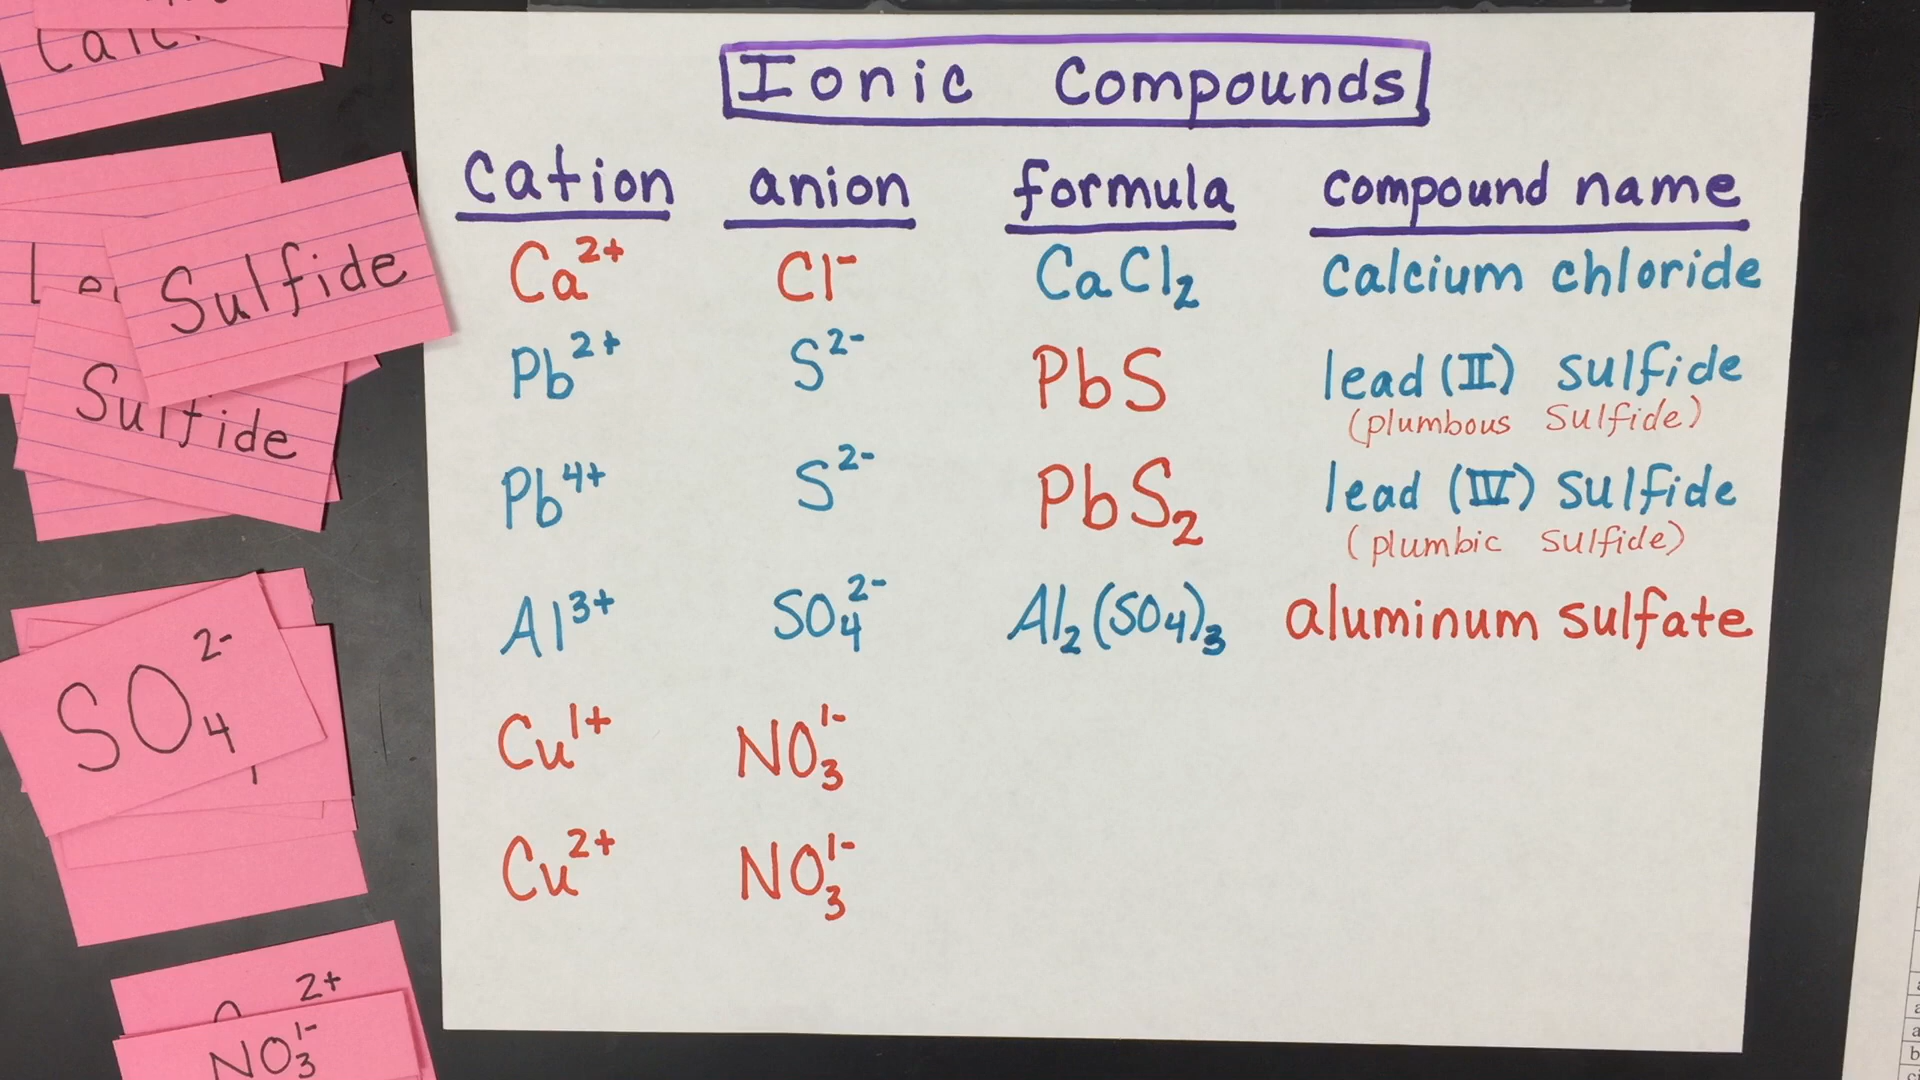 Ionic Compounds
Cation anion formula compound name
Ca²⁺ Cl⁻ CaCl₂ Calcium chloride
Pb²⁺ S²⁻ PbS lead (II) sulfide
(plumbous sulfide)
Pb⁴⁺ S²⁻ PbS₂ lead (IV) sulfide
(plumbic sulfide)
Al³⁺ SO₄²⁻ Al₂(SO₄)₃ aluminum sulfate
Cu¹⁺ NO₃¹⁻
Cu²⁺ NO₃¹⁻
Sulfide
Sulfide
SO₄²⁻
2+
NO₃¹⁻